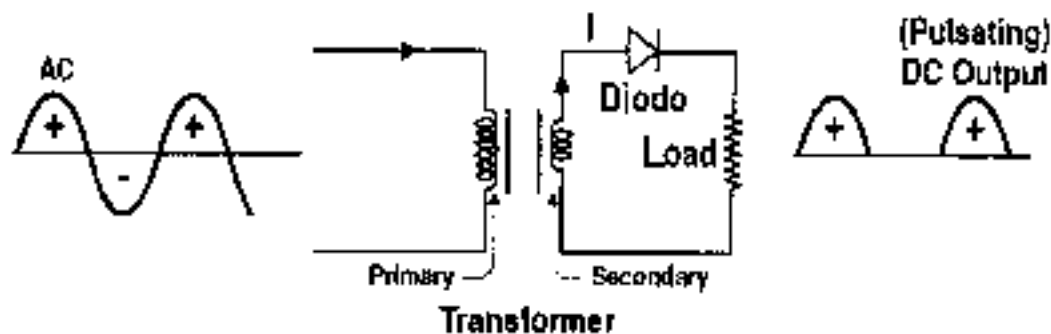 AC
+
+
-
I
Diodo
Load
Primary
Secondary
Transformer
(Pulsating)
DC Output
+
+